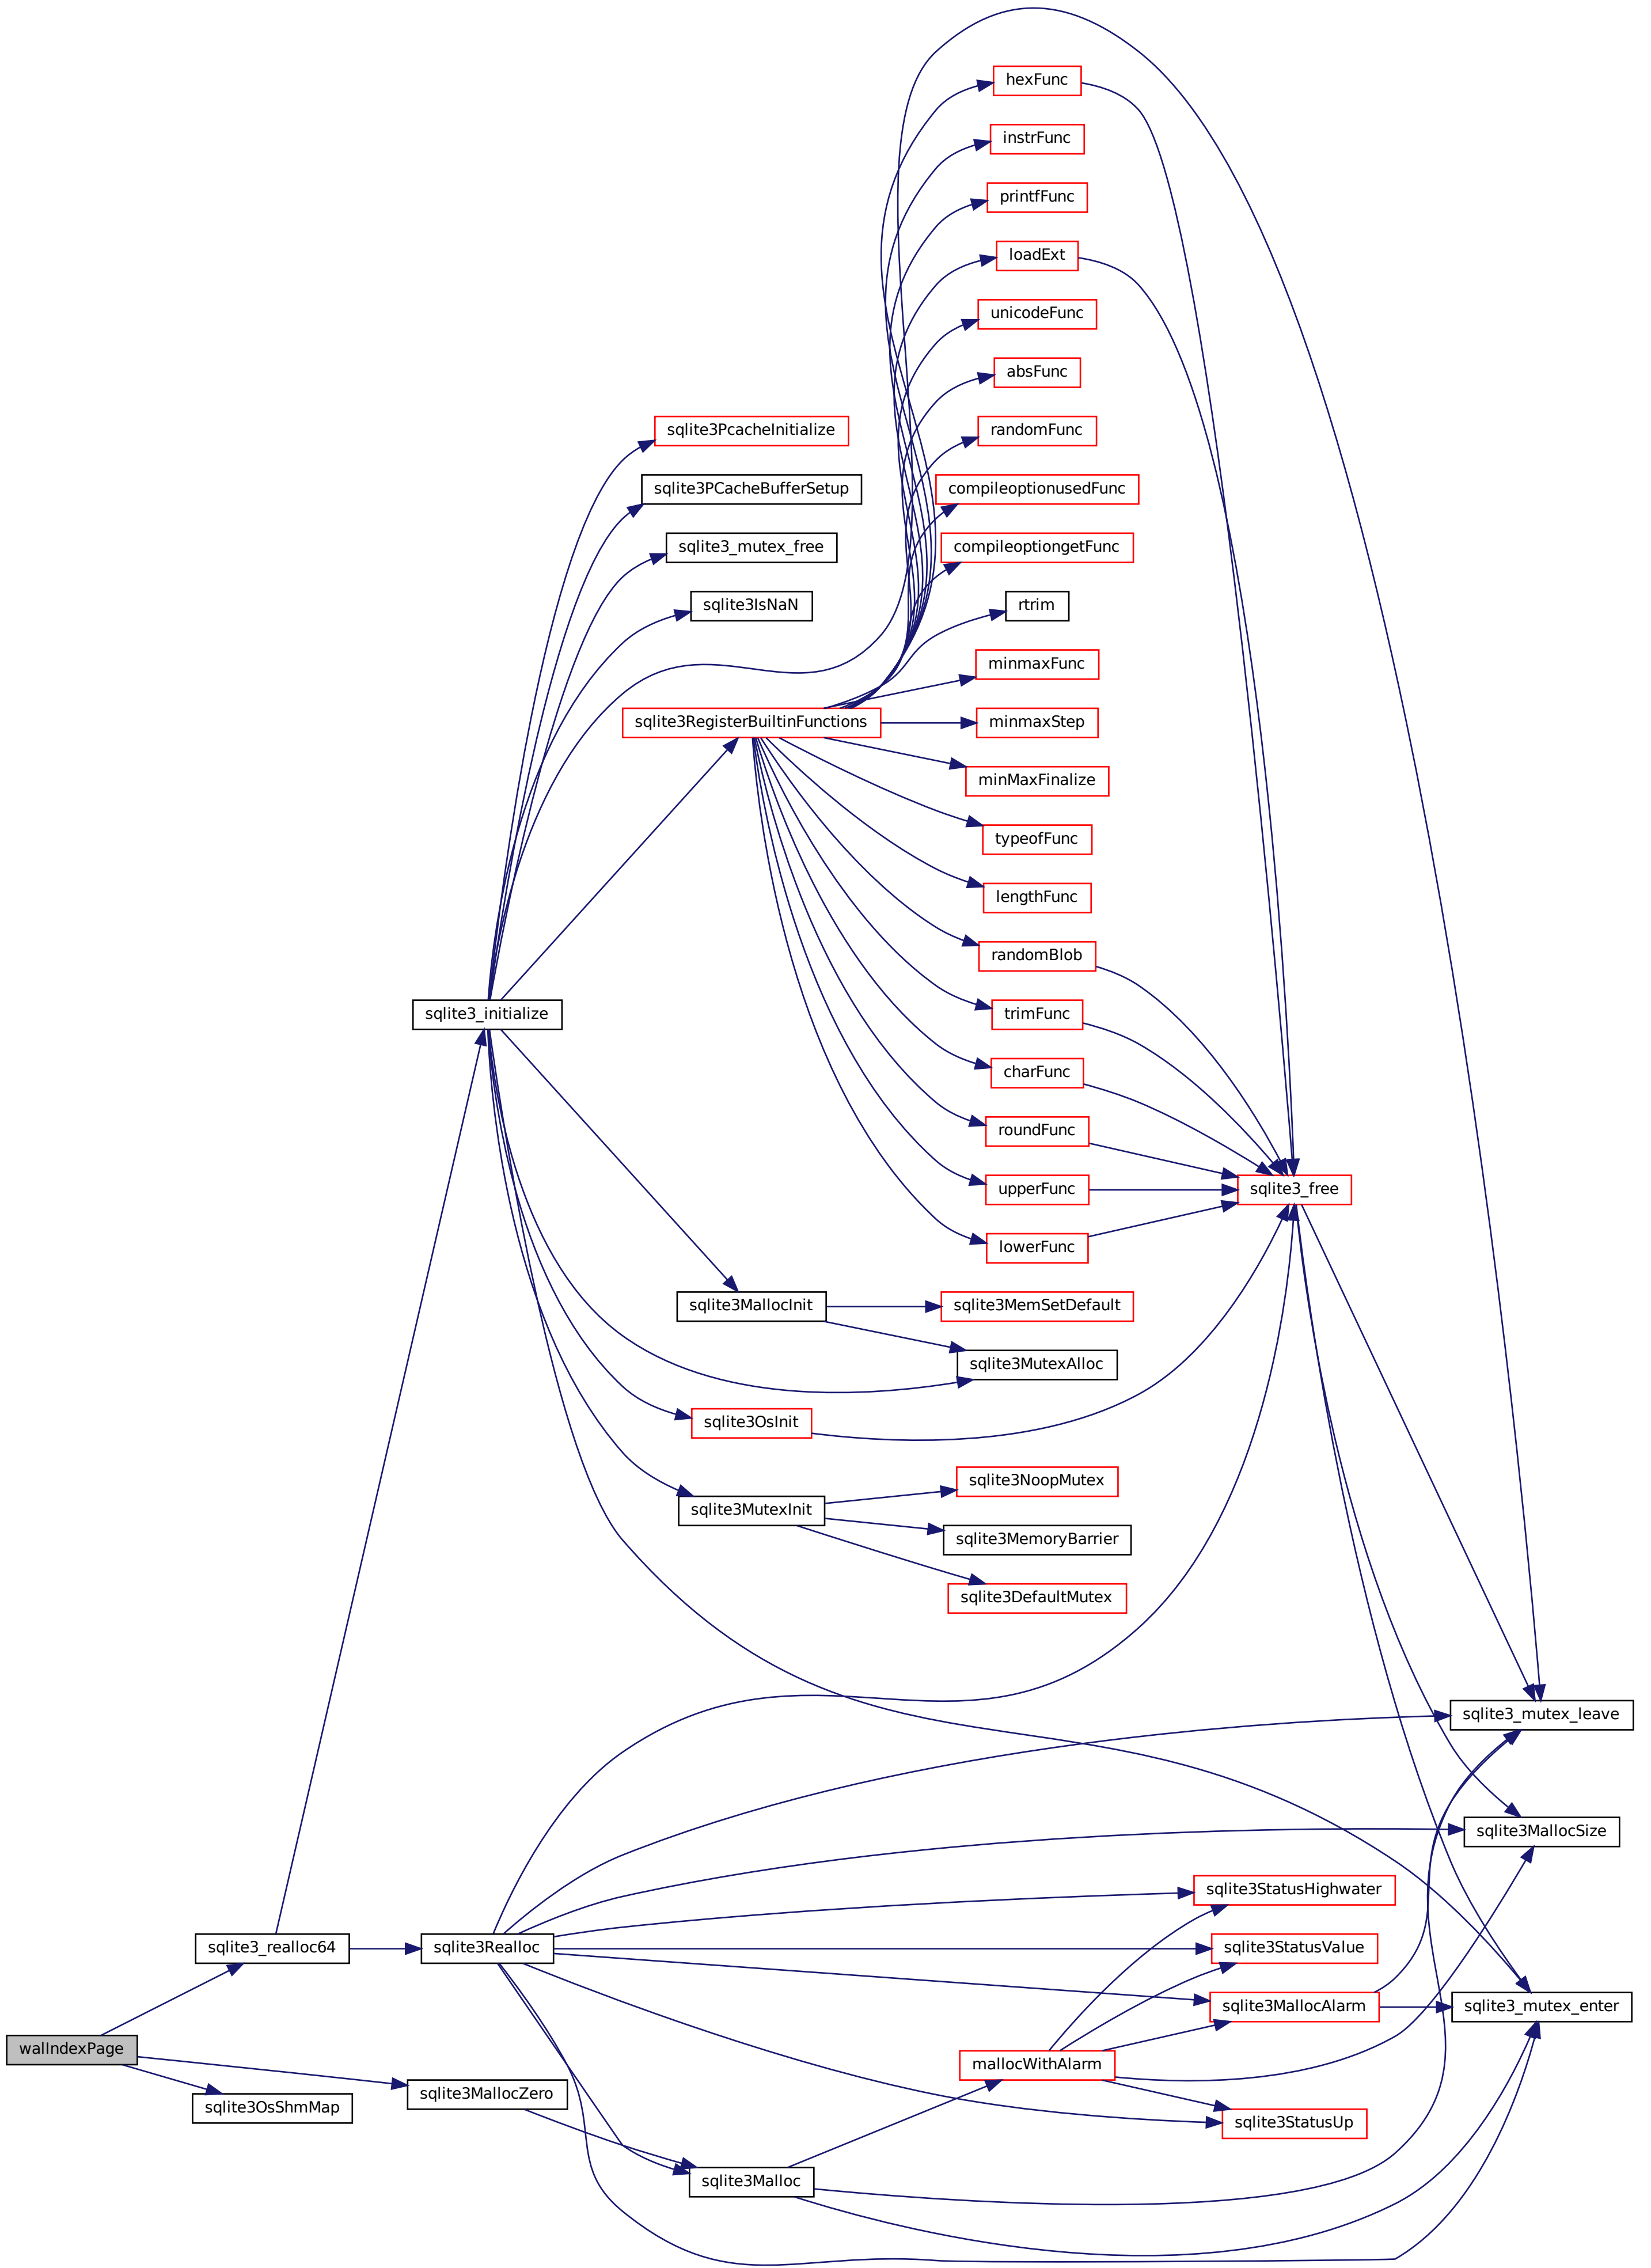 hexFunc
instrFunc
printfFunc
loadExt
unicodeFunc
absFunc
randomFunc
sqlite3PcacheInitialize
sqlite3PCacheBufferSetup
compileoptionusedFunc
sqlite3_mutex_free
compileoptiongetFunc
sqlite3IsNaN
rtrim
minmaxFunc
sqlite3RegisterBuiltinFunctions
minmaxStep
minMaxFinalize
typeofFunc
lengthFunc
randomBlob
sqlite3_initialize
trimFunc
charFunc
roundFunc
upperFunc
sqlite3_free
lowerFunc
sqlite3MallocInit
sqlite3MemSetDefault
sqlite3MutexAlloc
sqlite3OsInit
sqlite3NoopMutex
sqlite3MutexInit
sqlite3MemoryBarrier
sqlite3DefaultMutex
sqlite3_mutex_leave
sqlite3MallocSize
sqlite3StatusHighwater
sqlite3_realloc64
sqlite3Realloc
sqlite3StatusValue
sqlite3MallocAlarm
sqlite3_mutex_enter
walIndexPage
mallocWithAlarm
sqlite3MallocZero
sqlite3OsShmMap
sqlite3StatusUp
sqlite3Malloc